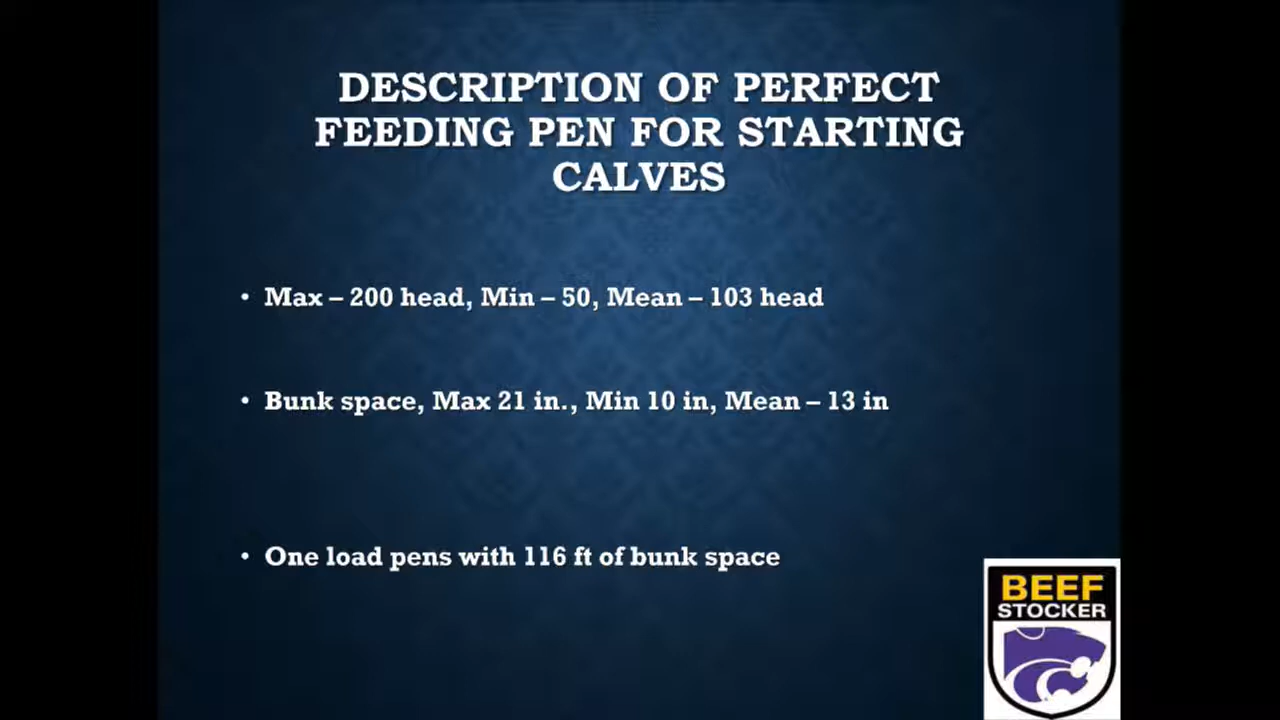 DESCRIPTION OF PERFECT
FEEDING PEN FOR STARTING
CALVES
• Max – 200 head, Min – 50, Mean – 103 head
• Bunk space, Max 21 in., Min 10 in, Mean – 13 in
• One load pens with 116 ft of bunk space
BEEF
STOCKER